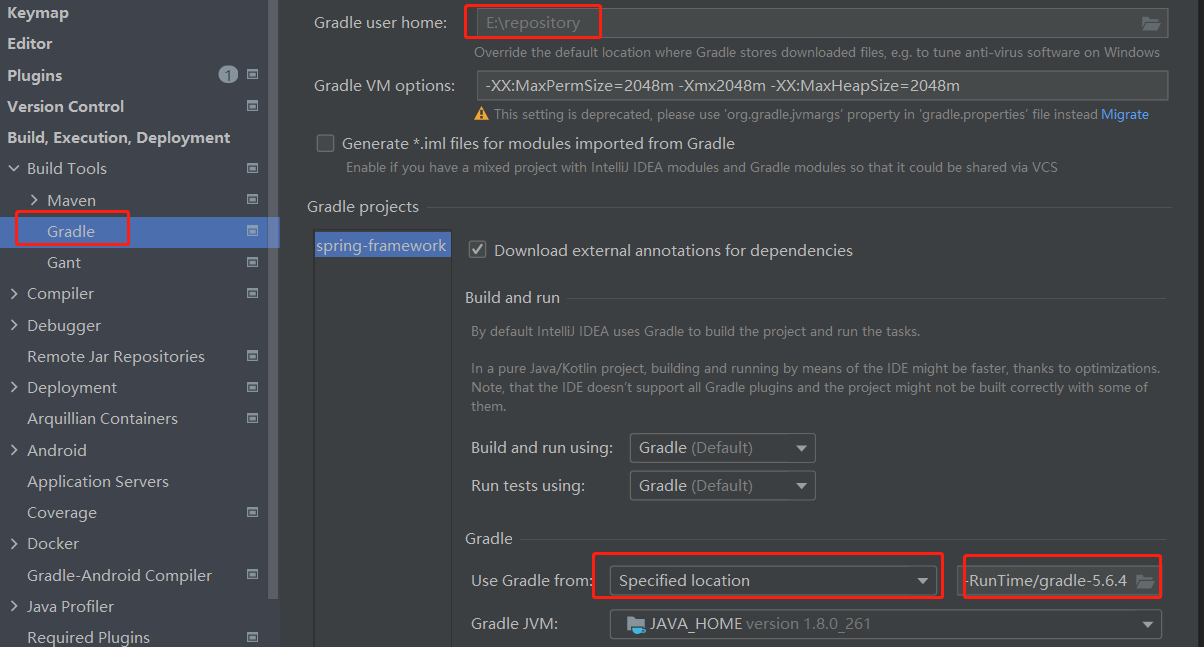 Keymap
Editor
Plugins 1
Version Control
Build, Execution, Deployment
Build Tools
Maven
Gradle
Gant
Compiler
Debugger
Remote Jar Repositories
Deployment
Arquillian Containers
Android
Application Servers
Coverage
Docker
Gradle-Android Compiler
Java Profiler
Required Plugins
Gradle user home: E:\repository
Override the default location where Gradle stores downloaded files, e.g. to tune anti-virus software on Windows
Gradle VM options: -XX:MaxPermSize=2048m -Xmx2048m -XX:MaxHeapSize=2048m
This setting is deprecated, please use 'org.gradle.jvmargs' property in 'gradle.properties' file instead Migrate
Generate *.iml files for modules imported from Gradle
Enable if you have a mixed project with IntelliJ IDEA modules and Gradle modules so that it could be shared via VCS
Gradle projects
spring-framework
Download external annotations for dependencies
Build and run
By default IntelliJ IDEA uses Gradle to build the project and run the tasks.
In a pure Java/Kotlin project, building and running by means of the IDE might be faster, thanks to optimizations.
Note, that the IDE doesn't support all Gradle plugins and the project might not be built correctly with some of
them.
Build and run using: Gradle (Default)
Run tests using: Gradle (Default)
Gradle
Use Gradle from: Specified location -RunTime/gradle-5.6.4
Gradle JVM: JAVA_HOME version 1.8.0_261